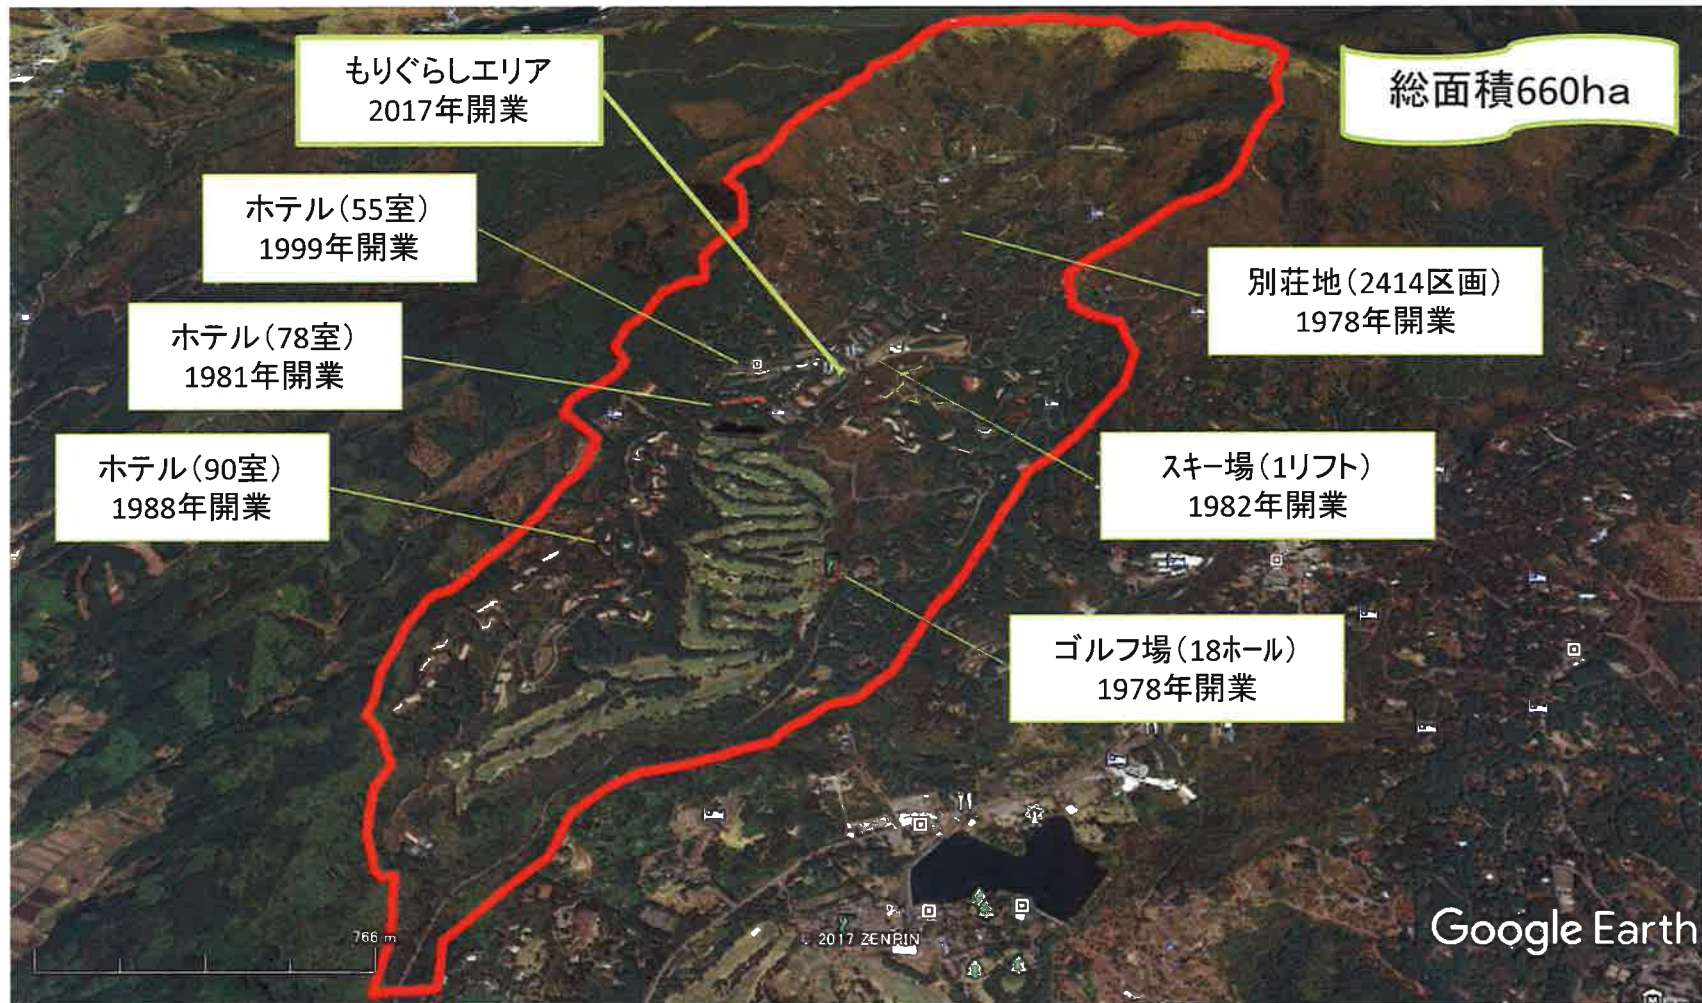 もりぐらしエリア
2017年開業
総面積660ha
ホテル(55室)
1999年開業
別荘地(2414区画)
1978年開業
ホテル(78室)
1981年開業
スキー場(1リフト)
1982年開業
ホテル(90室)
1988年開業
ゴルフ場(18ホール)
1978年開業
766 m
2017 ZENRIN
Google Earth